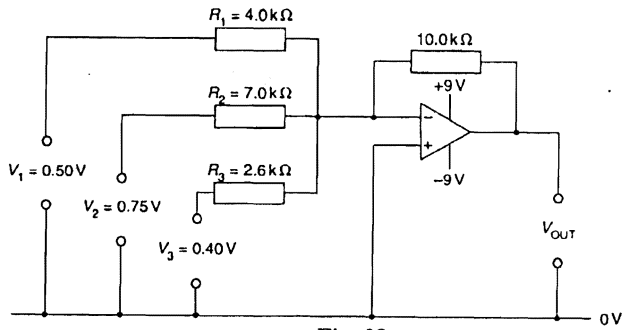 R1 = 4.0 kΩ
10.0 kΩ
R2 = 7.0 kΩ
+9 V
−
+
R3 = 2.6 kΩ
−9 V
V1 = 0.50 V
V2 = 0.75 V
V3 = 0.40 V
VOUT
0 V